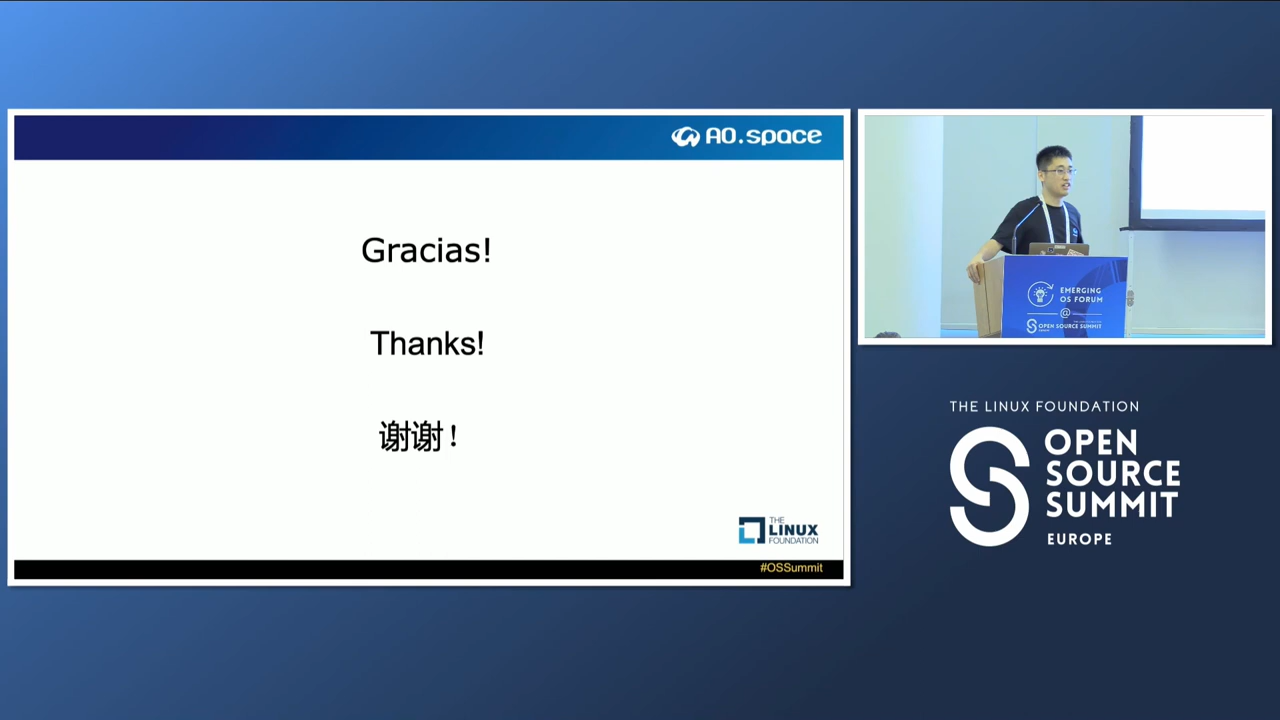 AO.space
Gracias!
Thanks!
谢谢！
THE
LINUX
FOUNDATION
#OSSummit
EMERGING
OS FORUM
@
OPEN SOURCE SUMMIT
THE LINUX FOUNDATION
OPEN
SOURCE
SUMMIT
EUROPE